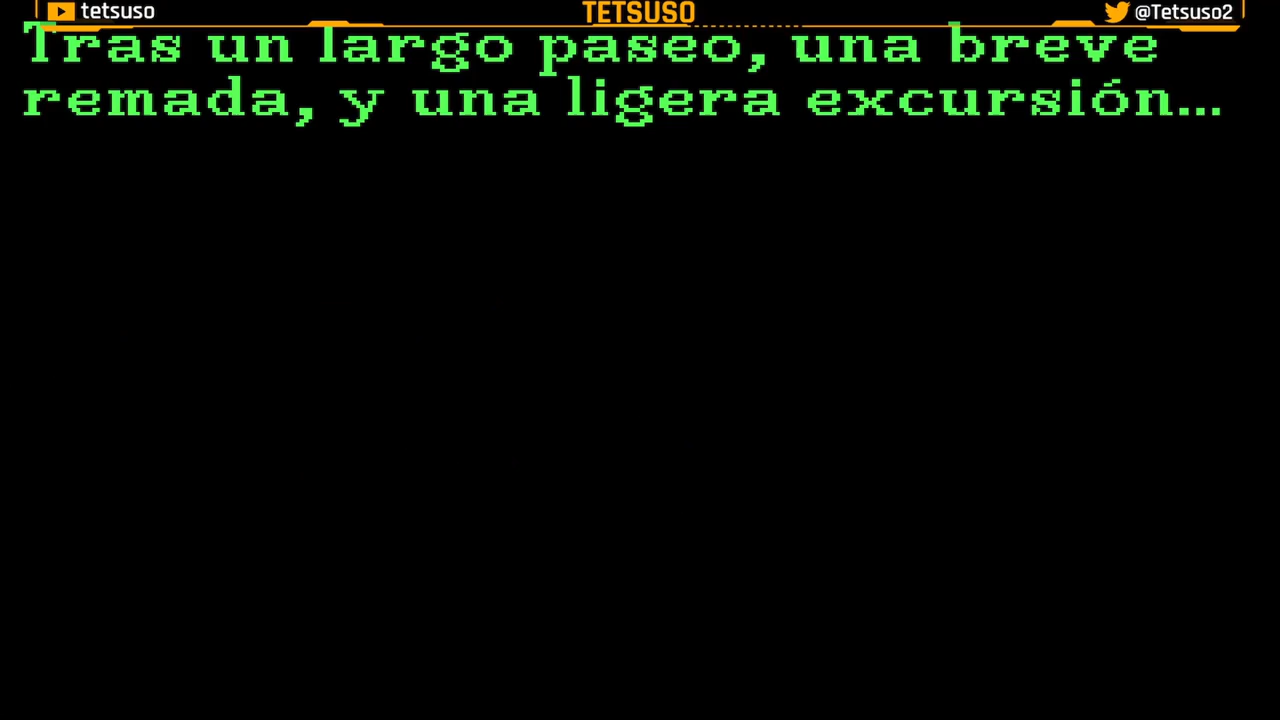 tetsuso
TETSUSO
@Tetsuso2
Tras un largo paseo, una breve
remada, y una ligera excursión...